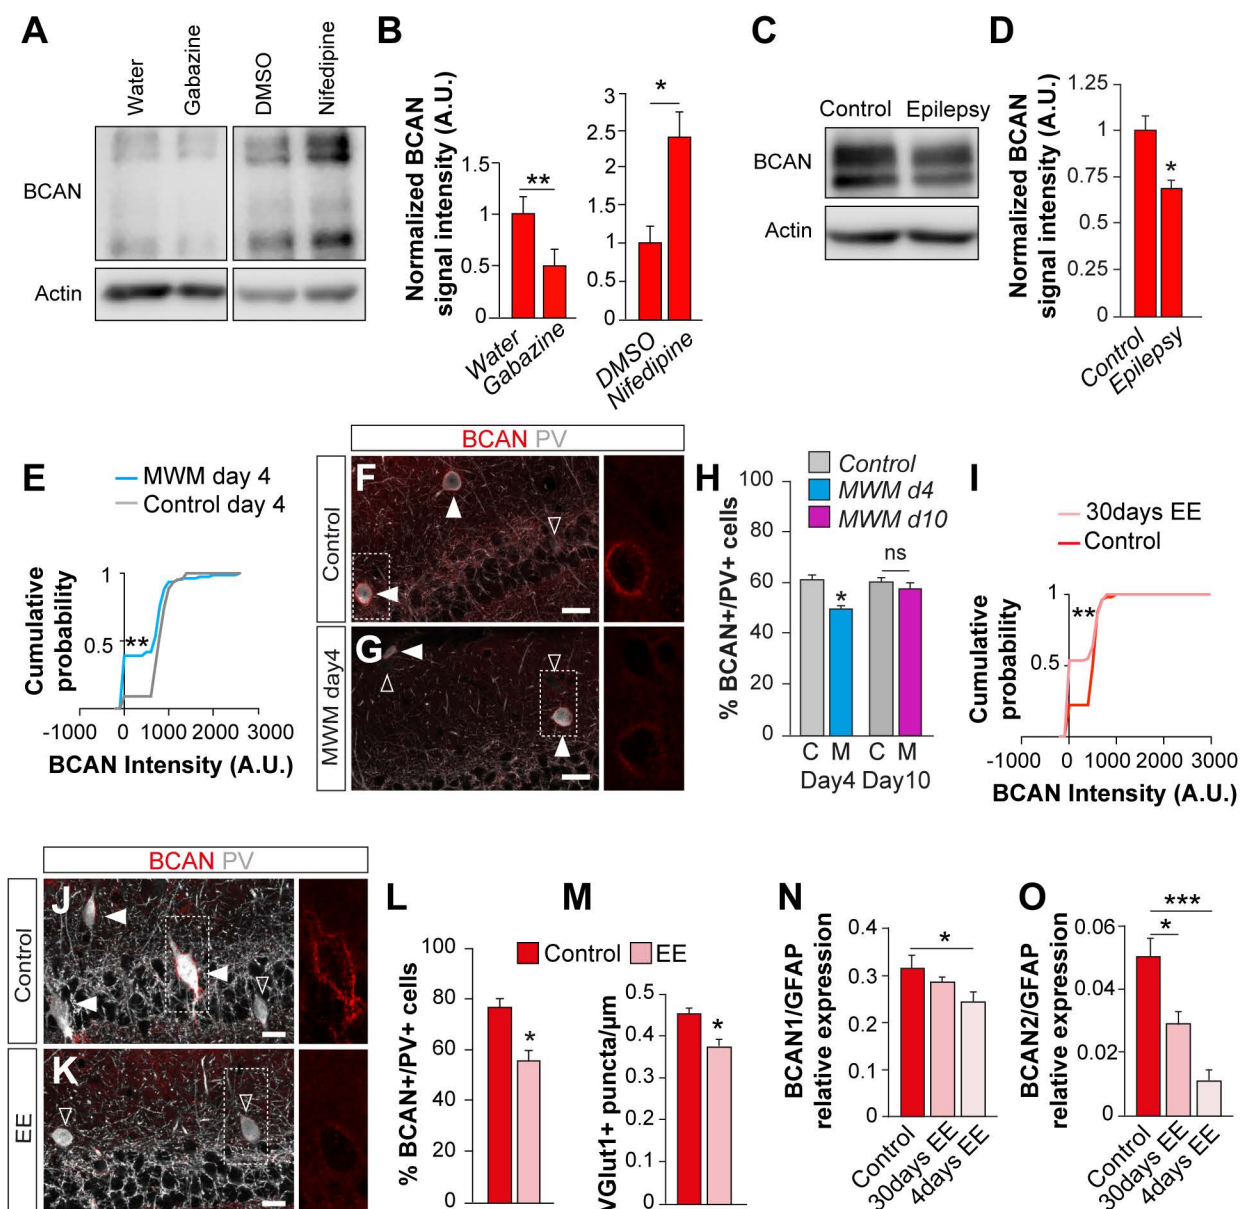 A
Water
Gabazine
DMSO
Nifedipine
BCAN
Actin
B
Normalized BCAN
signal intensity (A.U.)
1.5
1
0.5
0
**
Water
Gabazine
3
2.5
2
1.5
1
0.5
0
*
DMSO
Nifedipine
C
Control Epilepsy
BCAN
Actin
D
Normalized BCAN
signal intensity (A.U.)
1.25
1
0.75
0.5
0.25
0
*
Control
Epilepsy
E
MWM day 4
Control day 4
Cumulative
probability
1
0.5
**
-1000 0 1000 2000 3000
BCAN Intensity (A.U.)
BCAN PV
Control
F
MWM day4
G
H
Control
MWM d4
MWM d10
% BCAN+/PV+ cells
100
80
60
40
20
0
*
ns
C M C M
Day4 Day10
I
30days EE
Control
Cumulative
probability
1
0.5
**
-1000 0 1000 2000 3000
BCAN Intensity (A.U.)
BCAN PV
Control
J
EE
K
L
% BCAN+/PV+ cells
100
80
60
40
20
0
*
Control EE
M
VGlut1+ puncta/µm
0.5
0.4
0.3
0.2
0.1
0
*
N
BCAN1/GFAP
relative expression
0.4
0.3
0.2
0.1
0
*
Control
30days EE
4days EE
O
BCAN2/GFAP
relative expression
0.06
0.04
0.02
0
***
*
Control
30days EE
4days EE